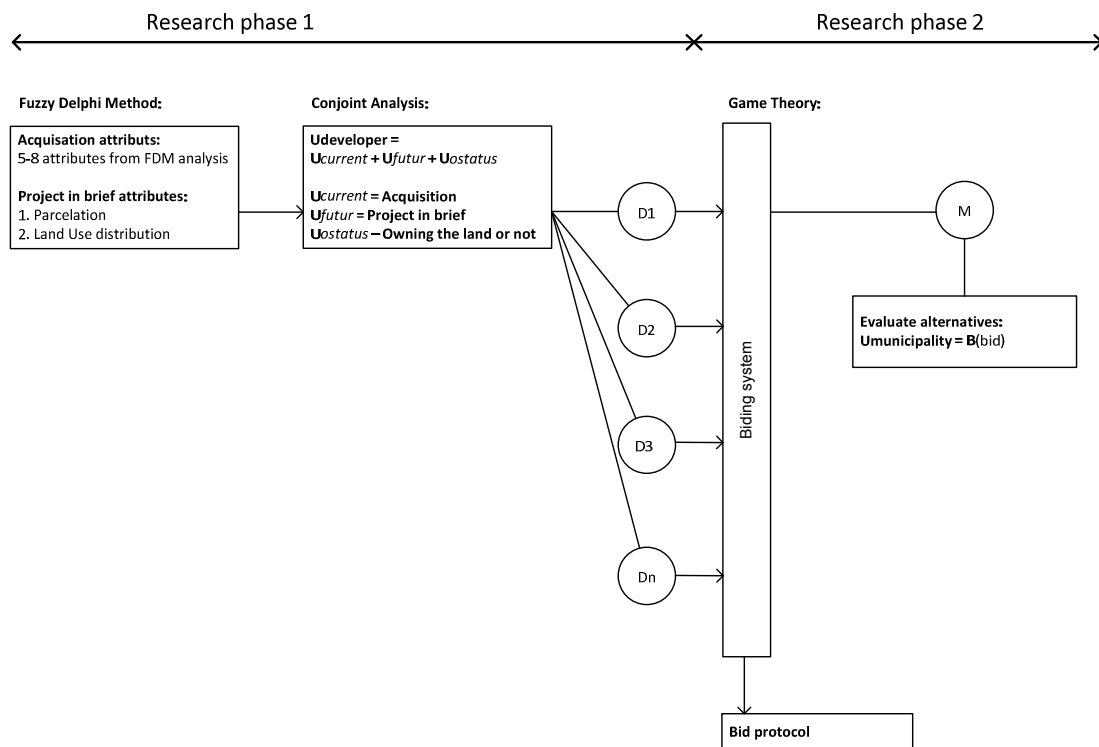 Research phase 1
Research phase 2
Fuzzy Delphi Method:
Acquisation attributs:
5-8 attributes from FDM analysis
Project in brief attributes:
1. Parcelation
2. Land Use distribution
Conjoint Analysis:
Udeveloper =
Ucurrent + Ufutur + Uostatus
Ucurrent = Acquisition
Ufutur = Project in brief
Uostatus – Owning the land or not
Game Theory:
D1
D2
D3
Dn
Biding system
M
Evaluate alternatives:
Umunicipality = B(bid)
Bid protocol